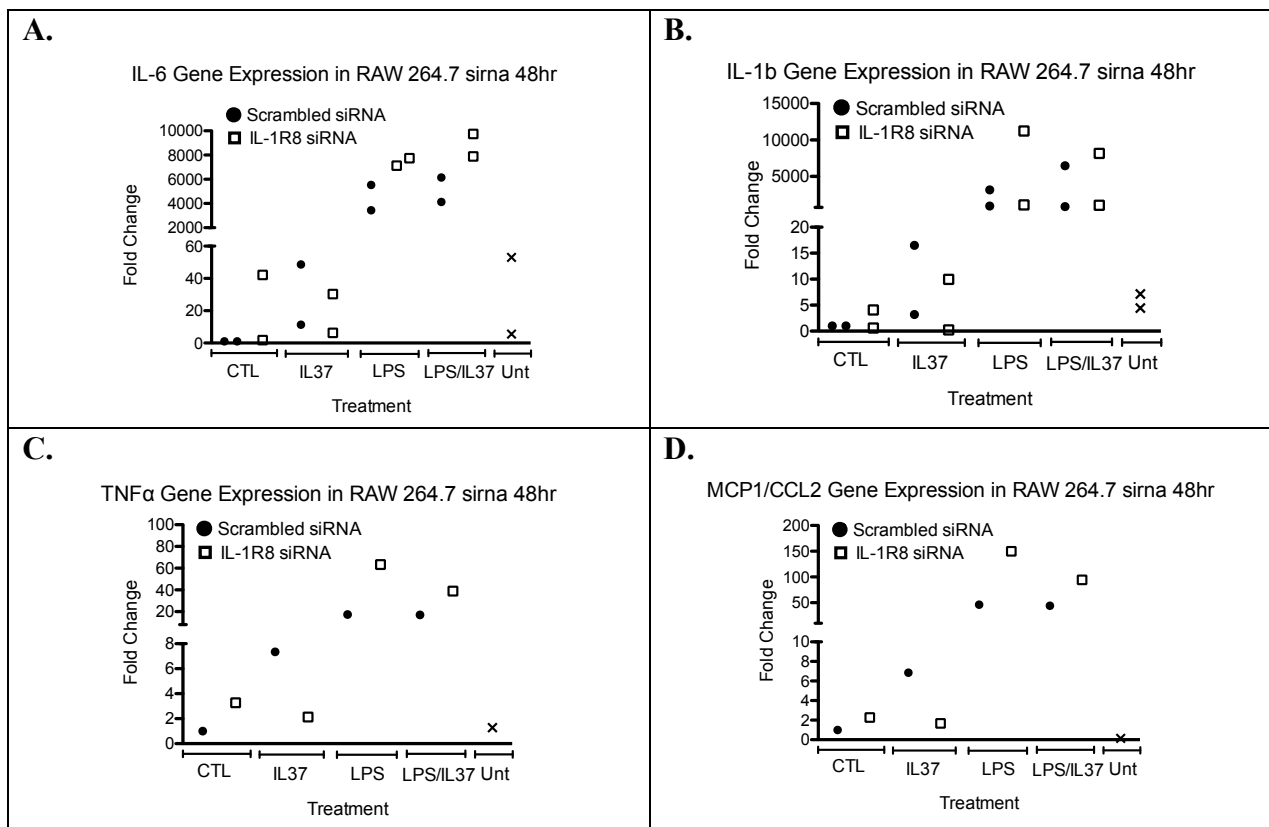 A.
IL-6 Gene Expression in RAW 264.7 sirna 48hr
Scrambled siRNA
IL-1R8 siRNA
10000
8000
6000
4000
2000
60
40
20
0
Fold Change
CTL IL37 LPS LPS/IL37 Unt
Treatment
B.
IL-1b Gene Expression in RAW 264.7 sirna 48hr
Scrambled siRNA
IL-1R8 siRNA
15000
10000
5000
20
15
10
5
0
Fold Change
CTL IL37 LPS LPS/IL37 Unt
Treatment
C.
TNFα Gene Expression in RAW 264.7 sirna 48hr
Scrambled siRNA
IL-1R8 siRNA
100
80
60
40
20
8
6
4
2
0
Fold Change
CTL IL37 LPS LPS/IL37 Unt
Treatment
D.
MCP1/CCL2 Gene Expression in RAW 264.7 sirna 48hr
Scrambled siRNA
IL-1R8 siRNA
200
150
100
50
10
8
6
4
2
0
Fold Change
CTL IL37 LPS LPS/IL37 Unt
Treatment